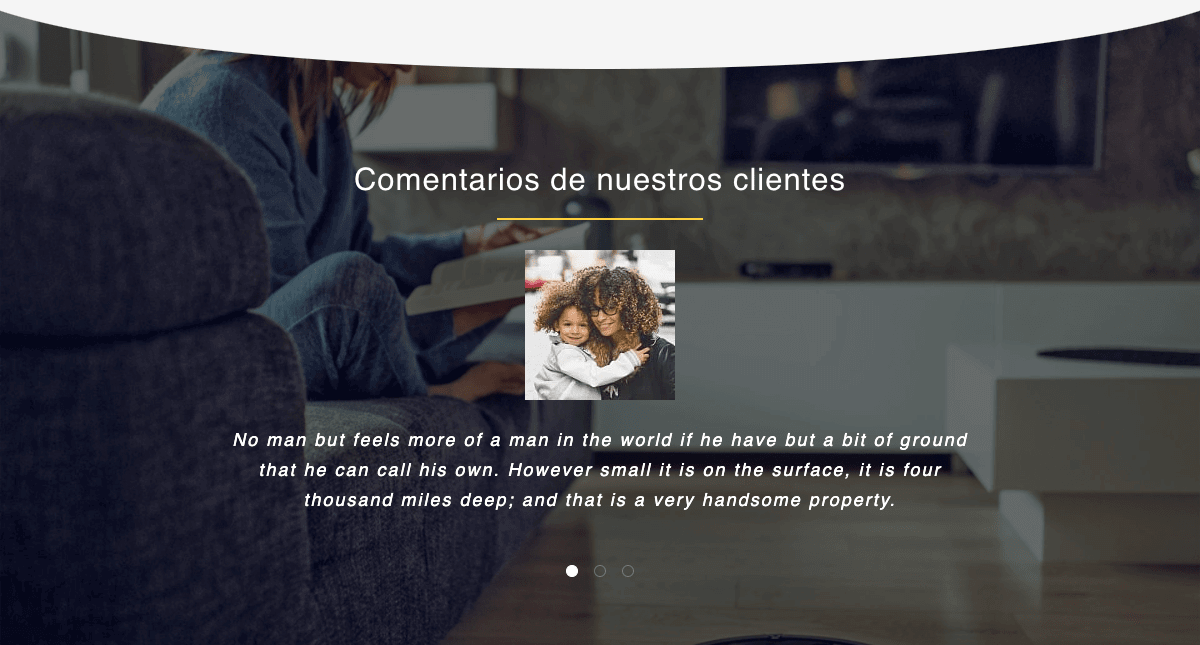 Comentarios de nuestros clientes
No man but feels more of a man in the world if he have but a bit of ground
that he can call his own. However small it is on the surface, it is four
thousand miles deep; and that is a very handsome property.